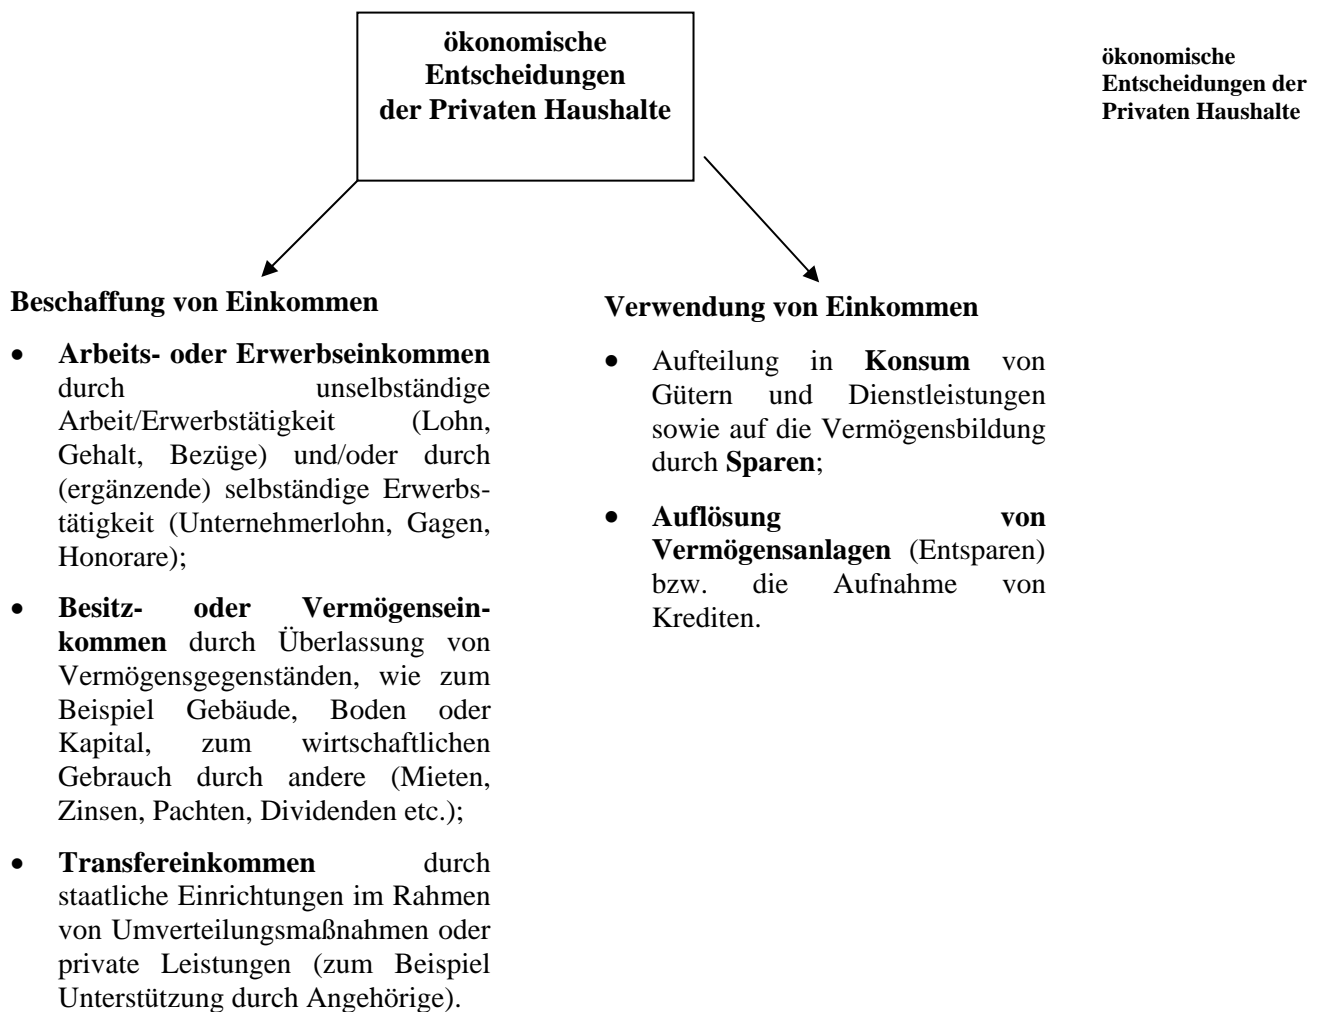 ökonomische
Entscheidungen
der Privaten Haushalte
ökonomische
Entscheidungen der
Privaten Haushalte
Beschaffung von Einkommen
• Arbeits- oder Erwerbseinkommen
durch unselbständige
Arbeit/Erwerbstätigkeit (Lohn,
Gehalt, Bezüge) und/oder durch
(ergänzende) selbständige Erwerbs-
tätigkeit (Unternehmerlohn, Gagen,
Honorare);
• Besitz- oder Vermögensein-
kommen durch Überlassung von
Vermögensgegenständen, wie zum
Beispiel Gebäude, Boden oder
Kapital, zum wirtschaftlichen
Gebrauch durch andere (Mieten,
Zinsen, Pachten, Dividenden etc.);
• Transfereinkommen durch
staatliche Einrichtungen im Rahmen
von Umverteilungsmaßnahmen oder
private Leistungen (zum Beispiel
Unterstützung durch Angehörige).
Verwendung von Einkommen
• Aufteilung in Konsum von
Gütern und Dienstleistungen
sowie auf die Vermögensbildung
durch Sparen;
• Auflösung von
Vermögensanlagen (Entsparen)
bzw. die Aufnahme von
Krediten.